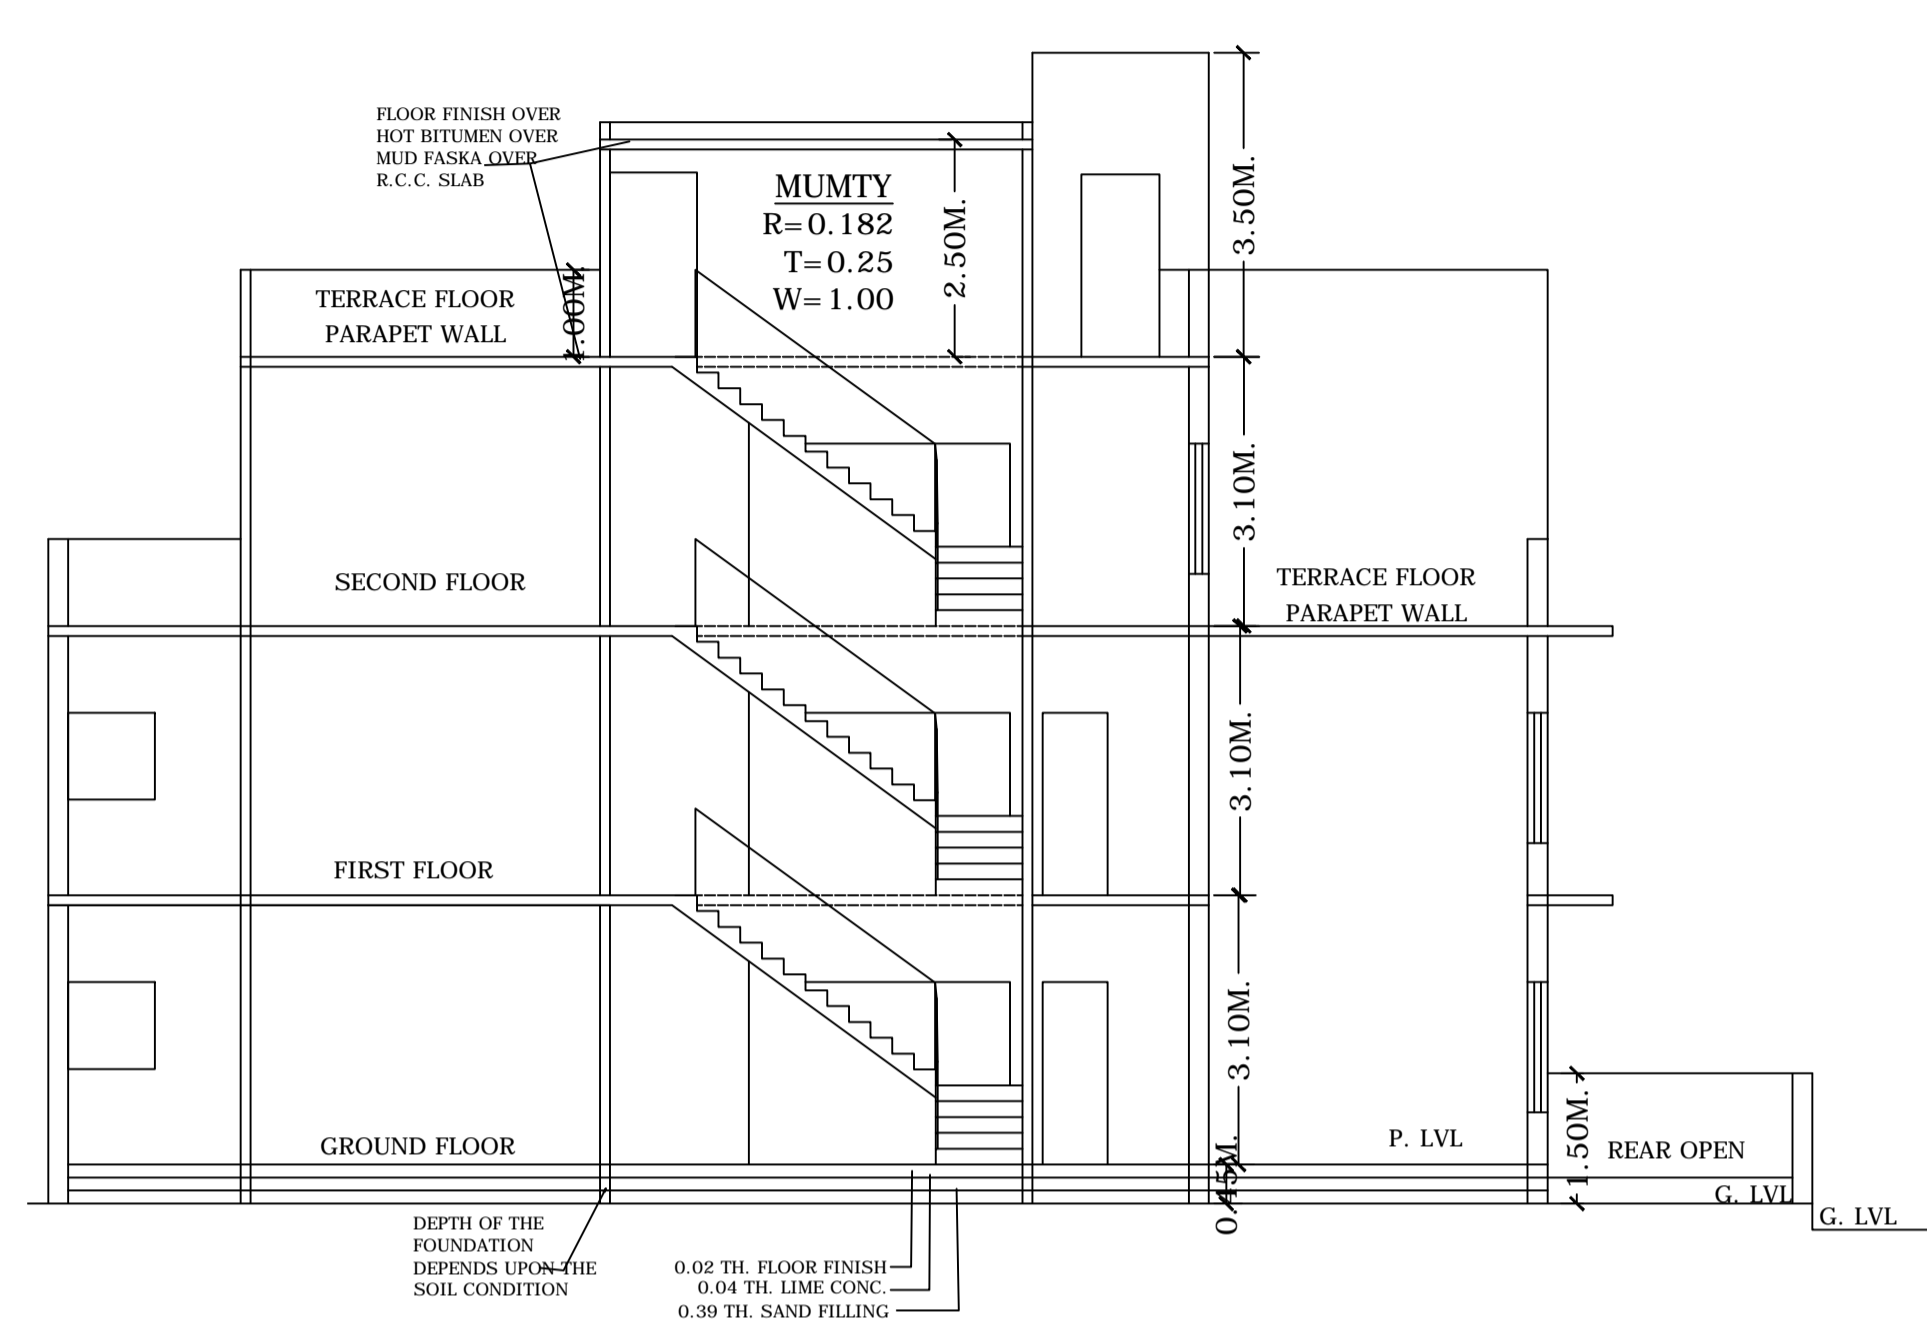 FLOOR FINISH OVER
HOT BITUMEN OVER
MUD FASKA OVER
R.C.C. SLAB
MUMTY
R=0.182
T=0.25
W=1.00
2.50M.
3.50M.
TERRACE FLOOR
PARAPET WALL
1.00M.
3.10M.
SECOND FLOOR
TERRACE FLOOR
PARAPET WALL
3.10M.
FIRST FLOOR
3.10M.
GROUND FLOOR
P. LVL
1.50M.
REAR OPEN
0.45M.
G. LVL
G. LVL
DEPTH OF THE
FOUNDATION
DEPENDS UPON THE
SOIL CONDITION
0.02 TH. FLOOR FINISH
0.04 TH. LIME CONC.
0.39 TH. SAND FILLING